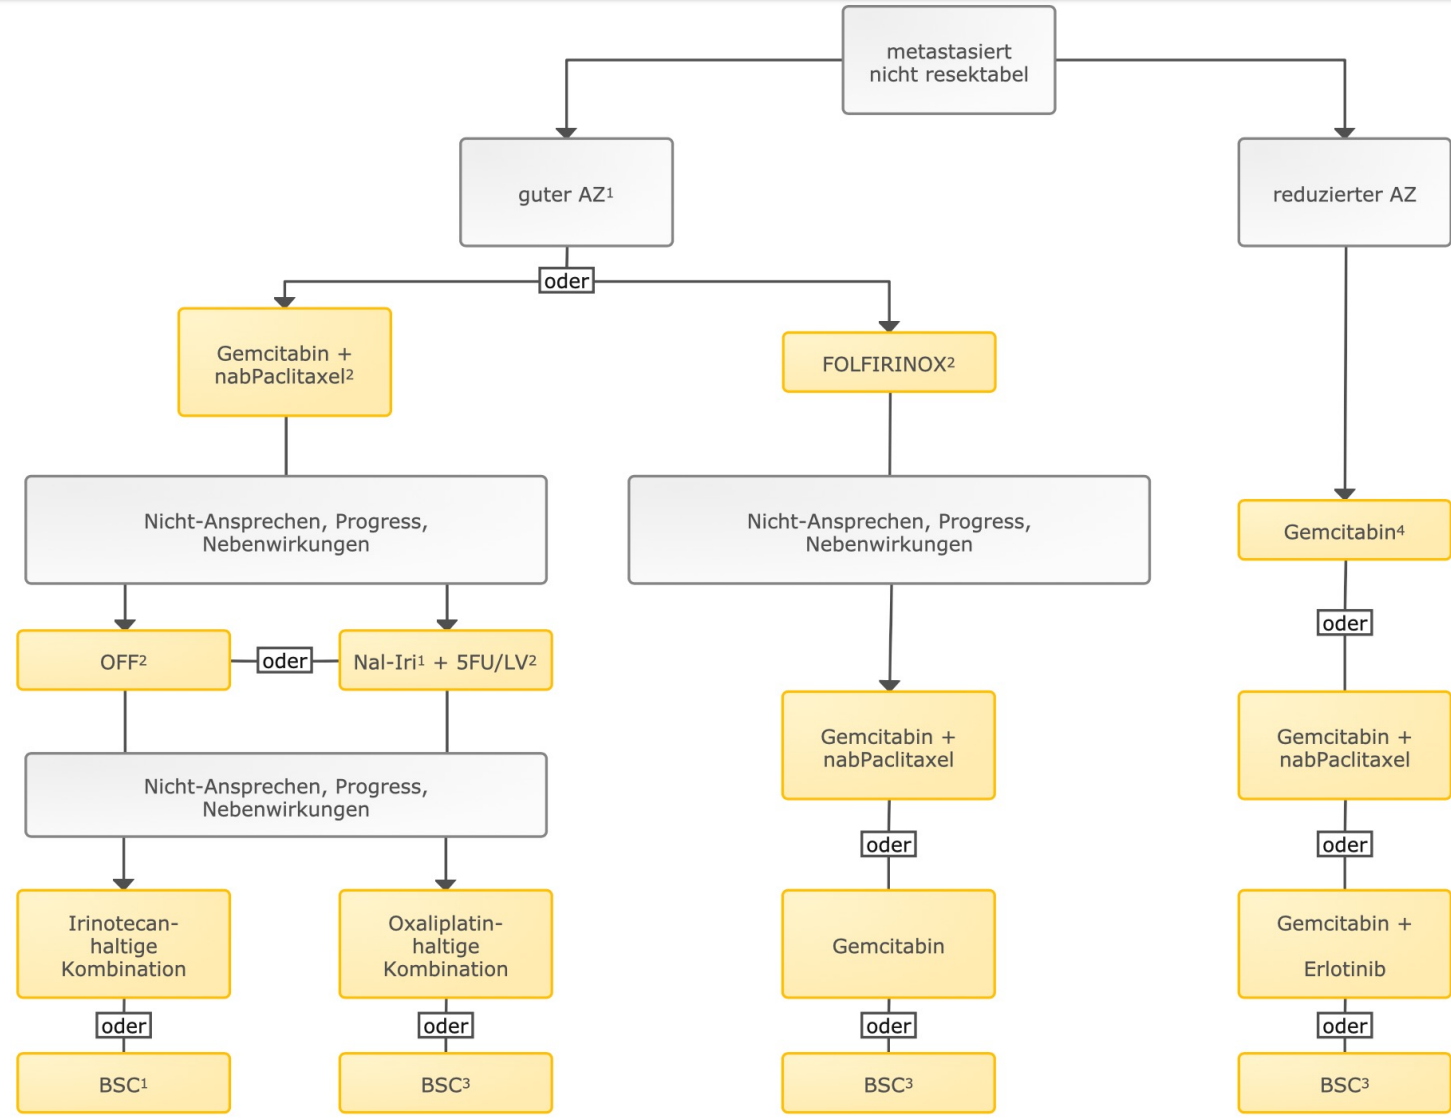 metastasiert
nicht resektabel
guter AZ¹
reduzierter AZ
oder
Gemcitabin +
nabPaclitaxel²
FOLFIRINOX²
Nicht-Ansprechen, Progress,
Nebenwirkungen
Nicht-Ansprechen, Progress,
Nebenwirkungen
Gemcitabin⁴
oder
OFF²
oder
Nal-Iri¹ + 5FU/LV²
Gemcitabin +
nabPaclitaxel
Gemcitabin +
nabPaclitaxel
Nicht-Ansprechen, Progress,
Nebenwirkungen
oder
oder
Irinotecan-
haltige
Kombination
Oxaliplatin-
haltige
Kombination
Gemcitabin
Gemcitabin +
Erlotinib
oder
oder
oder
oder
BSC¹
BSC³
BSC³
BSC³